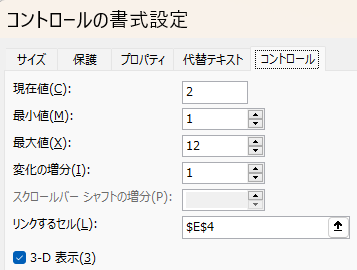 コントロールの書式設定
サイズ 保護 プロパティ 代替テキスト コントロール
現在値(C): 2
最小値(M): 1
最大値(X): 12
変化の増分(I): 1
スクロールバー シャフトの増分(P):
リンクするセル(L): $E$4
3-D 表示(3)